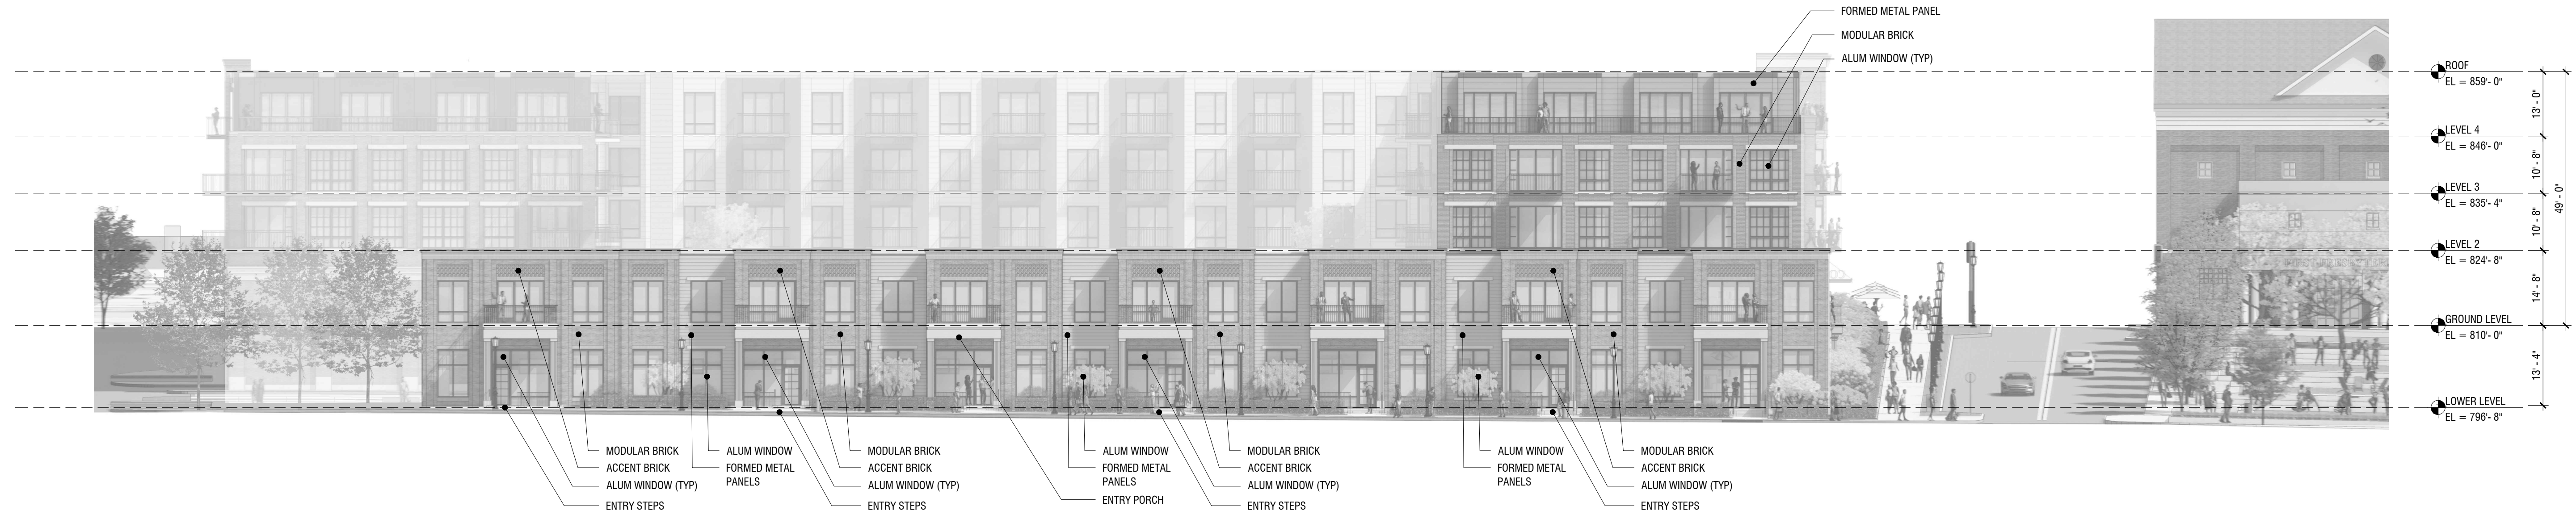 FORMED METAL PANEL
MODULAR BRICK
ALUM WINDOW (TYP)
ROOF
EL = 859'- 0"
13' - 0"
LEVEL 4
EL = 846'- 0"
10' - 8"
LEVEL 3
EL = 835'- 4"
49' - 0"
10' - 8"
LEVEL 2
EL = 824'- 8"
14' - 8"
GROUND LEVEL
EL = 810'- 0"
13' - 4"
LOWER LEVEL
EL = 796'- 8"
MODULAR BRICK
ACCENT BRICK
ALUM WINDOW (TYP)
ENTRY STEPS
ALUM WINDOW
FORMED METAL
PANELS
MODULAR BRICK
ACCENT BRICK
ALUM WINDOW (TYP)
ENTRY STEPS
ALUM WINDOW
FORMED METAL
PANELS
ENTRY PORCH
MODULAR BRICK
ACCENT BRICK
ALUM WINDOW (TYP)
ENTRY STEPS
ALUM WINDOW
FORMED METAL
PANELS
MODULAR BRICK
ACCENT BRICK
ALUM WINDOW (TYP)
ENTRY STEPS